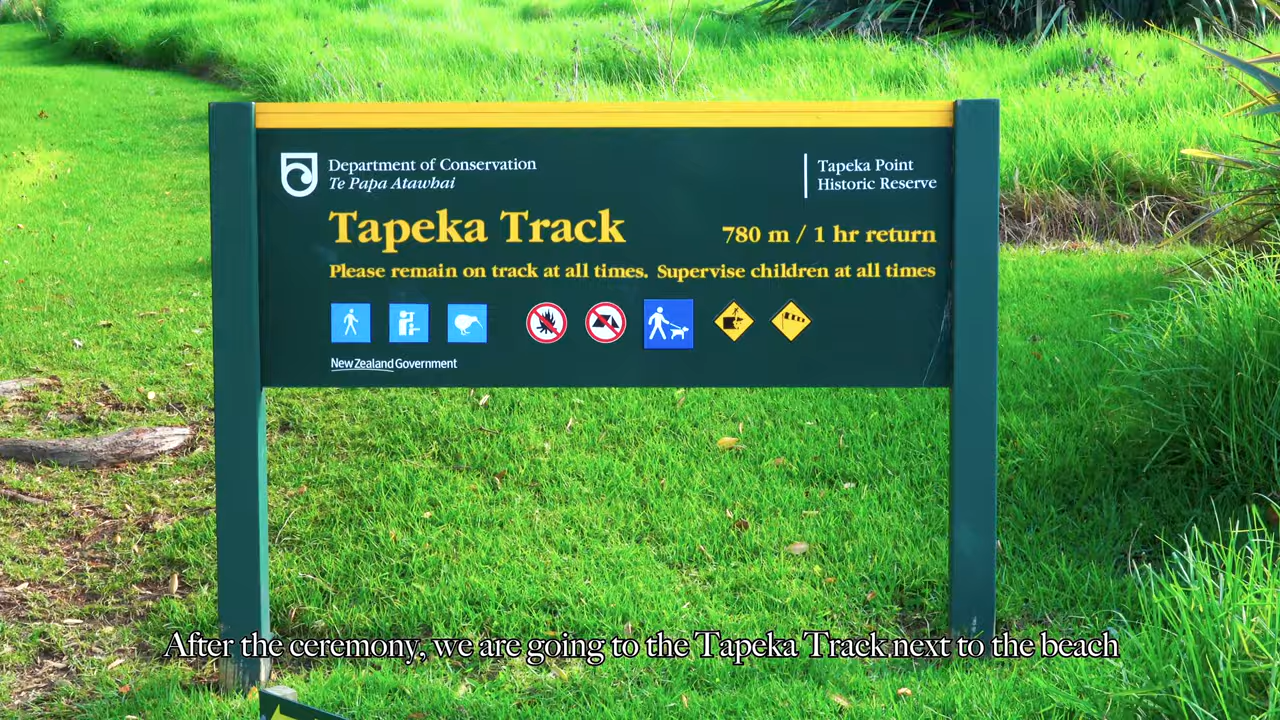 Department of Conservation
Te Papa Atawhai
Tapeka Point
Historic Reserve
Tapeka Track
780 m / 1 hr return
Please remain on track at all times. Supervise children at all times
New Zealand Government
After the ceremony, we are going to the Tapeka Track next to the beach